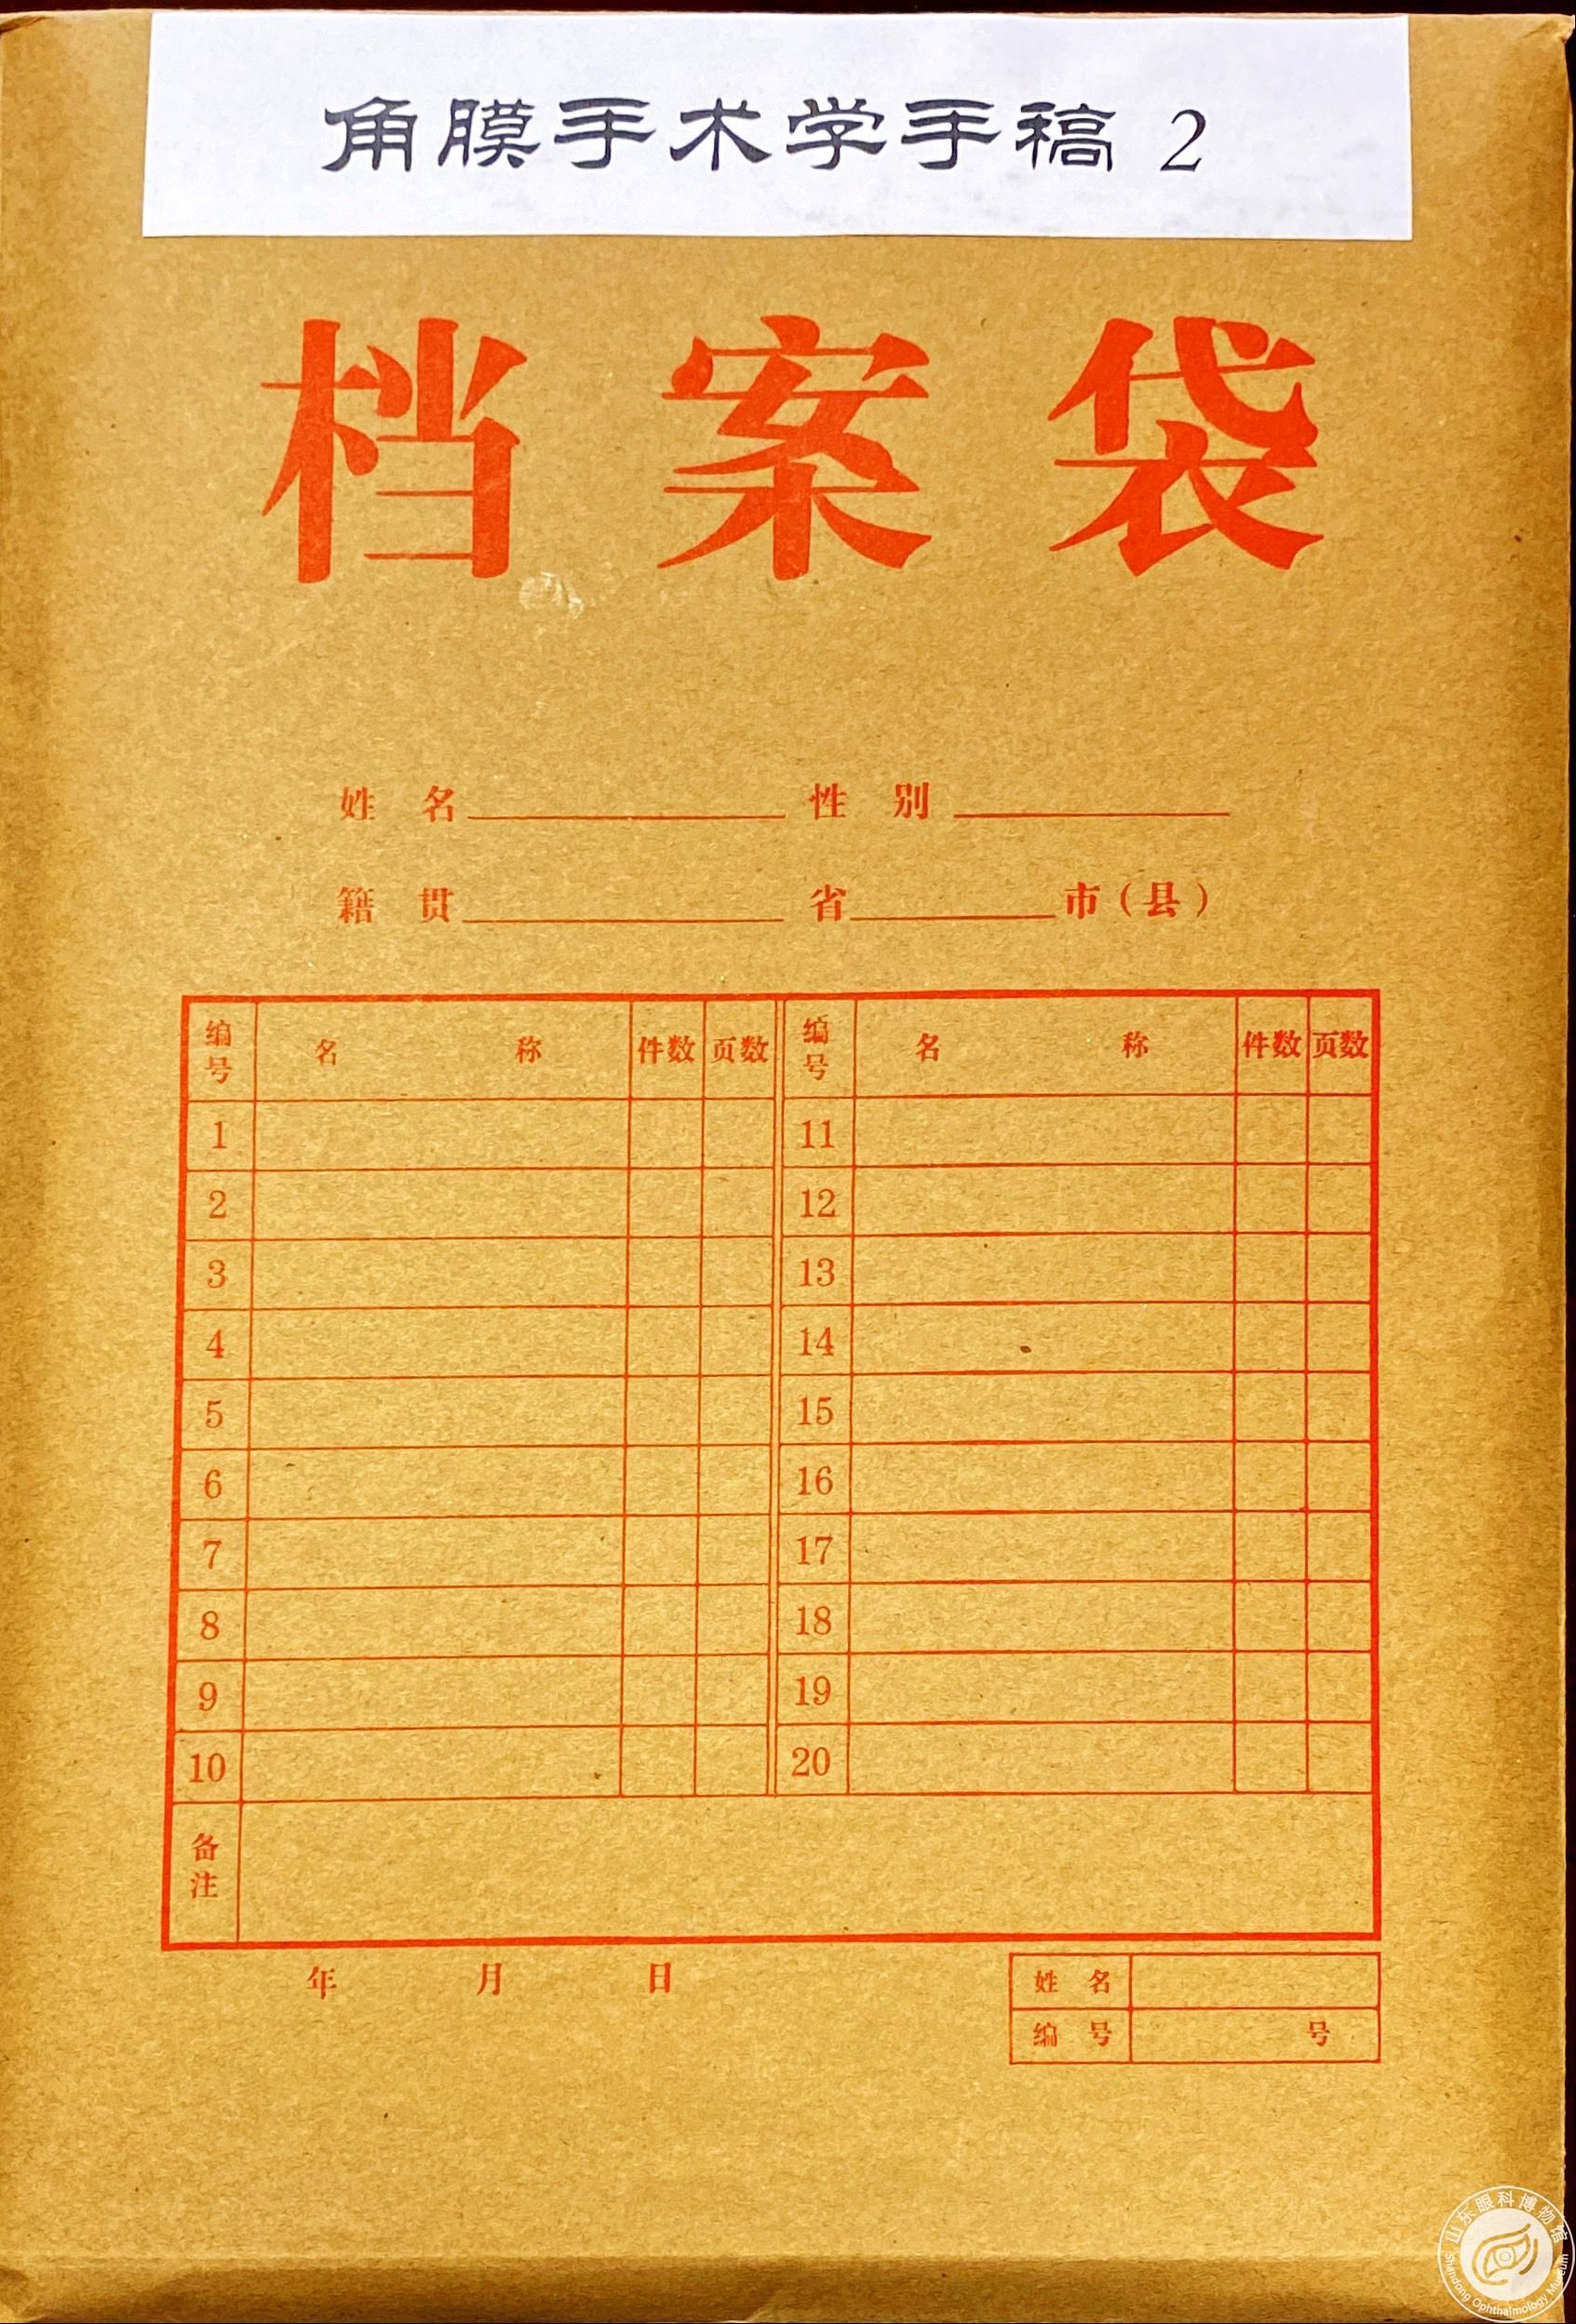 角膜手术学手稿 2
档案袋
姓 名 性 别
籍 贯 省 市（县）
编号 名 称 件数 页数 编号 名 称 件数 页数
1 11
2 12
3 13
4 14
5 15
6 16
7 17
8 18
9 19
10 20
备注
年 月 日
姓 名
编 号 号
山东眼科博物馆
Shandong Ophthalmology Museum